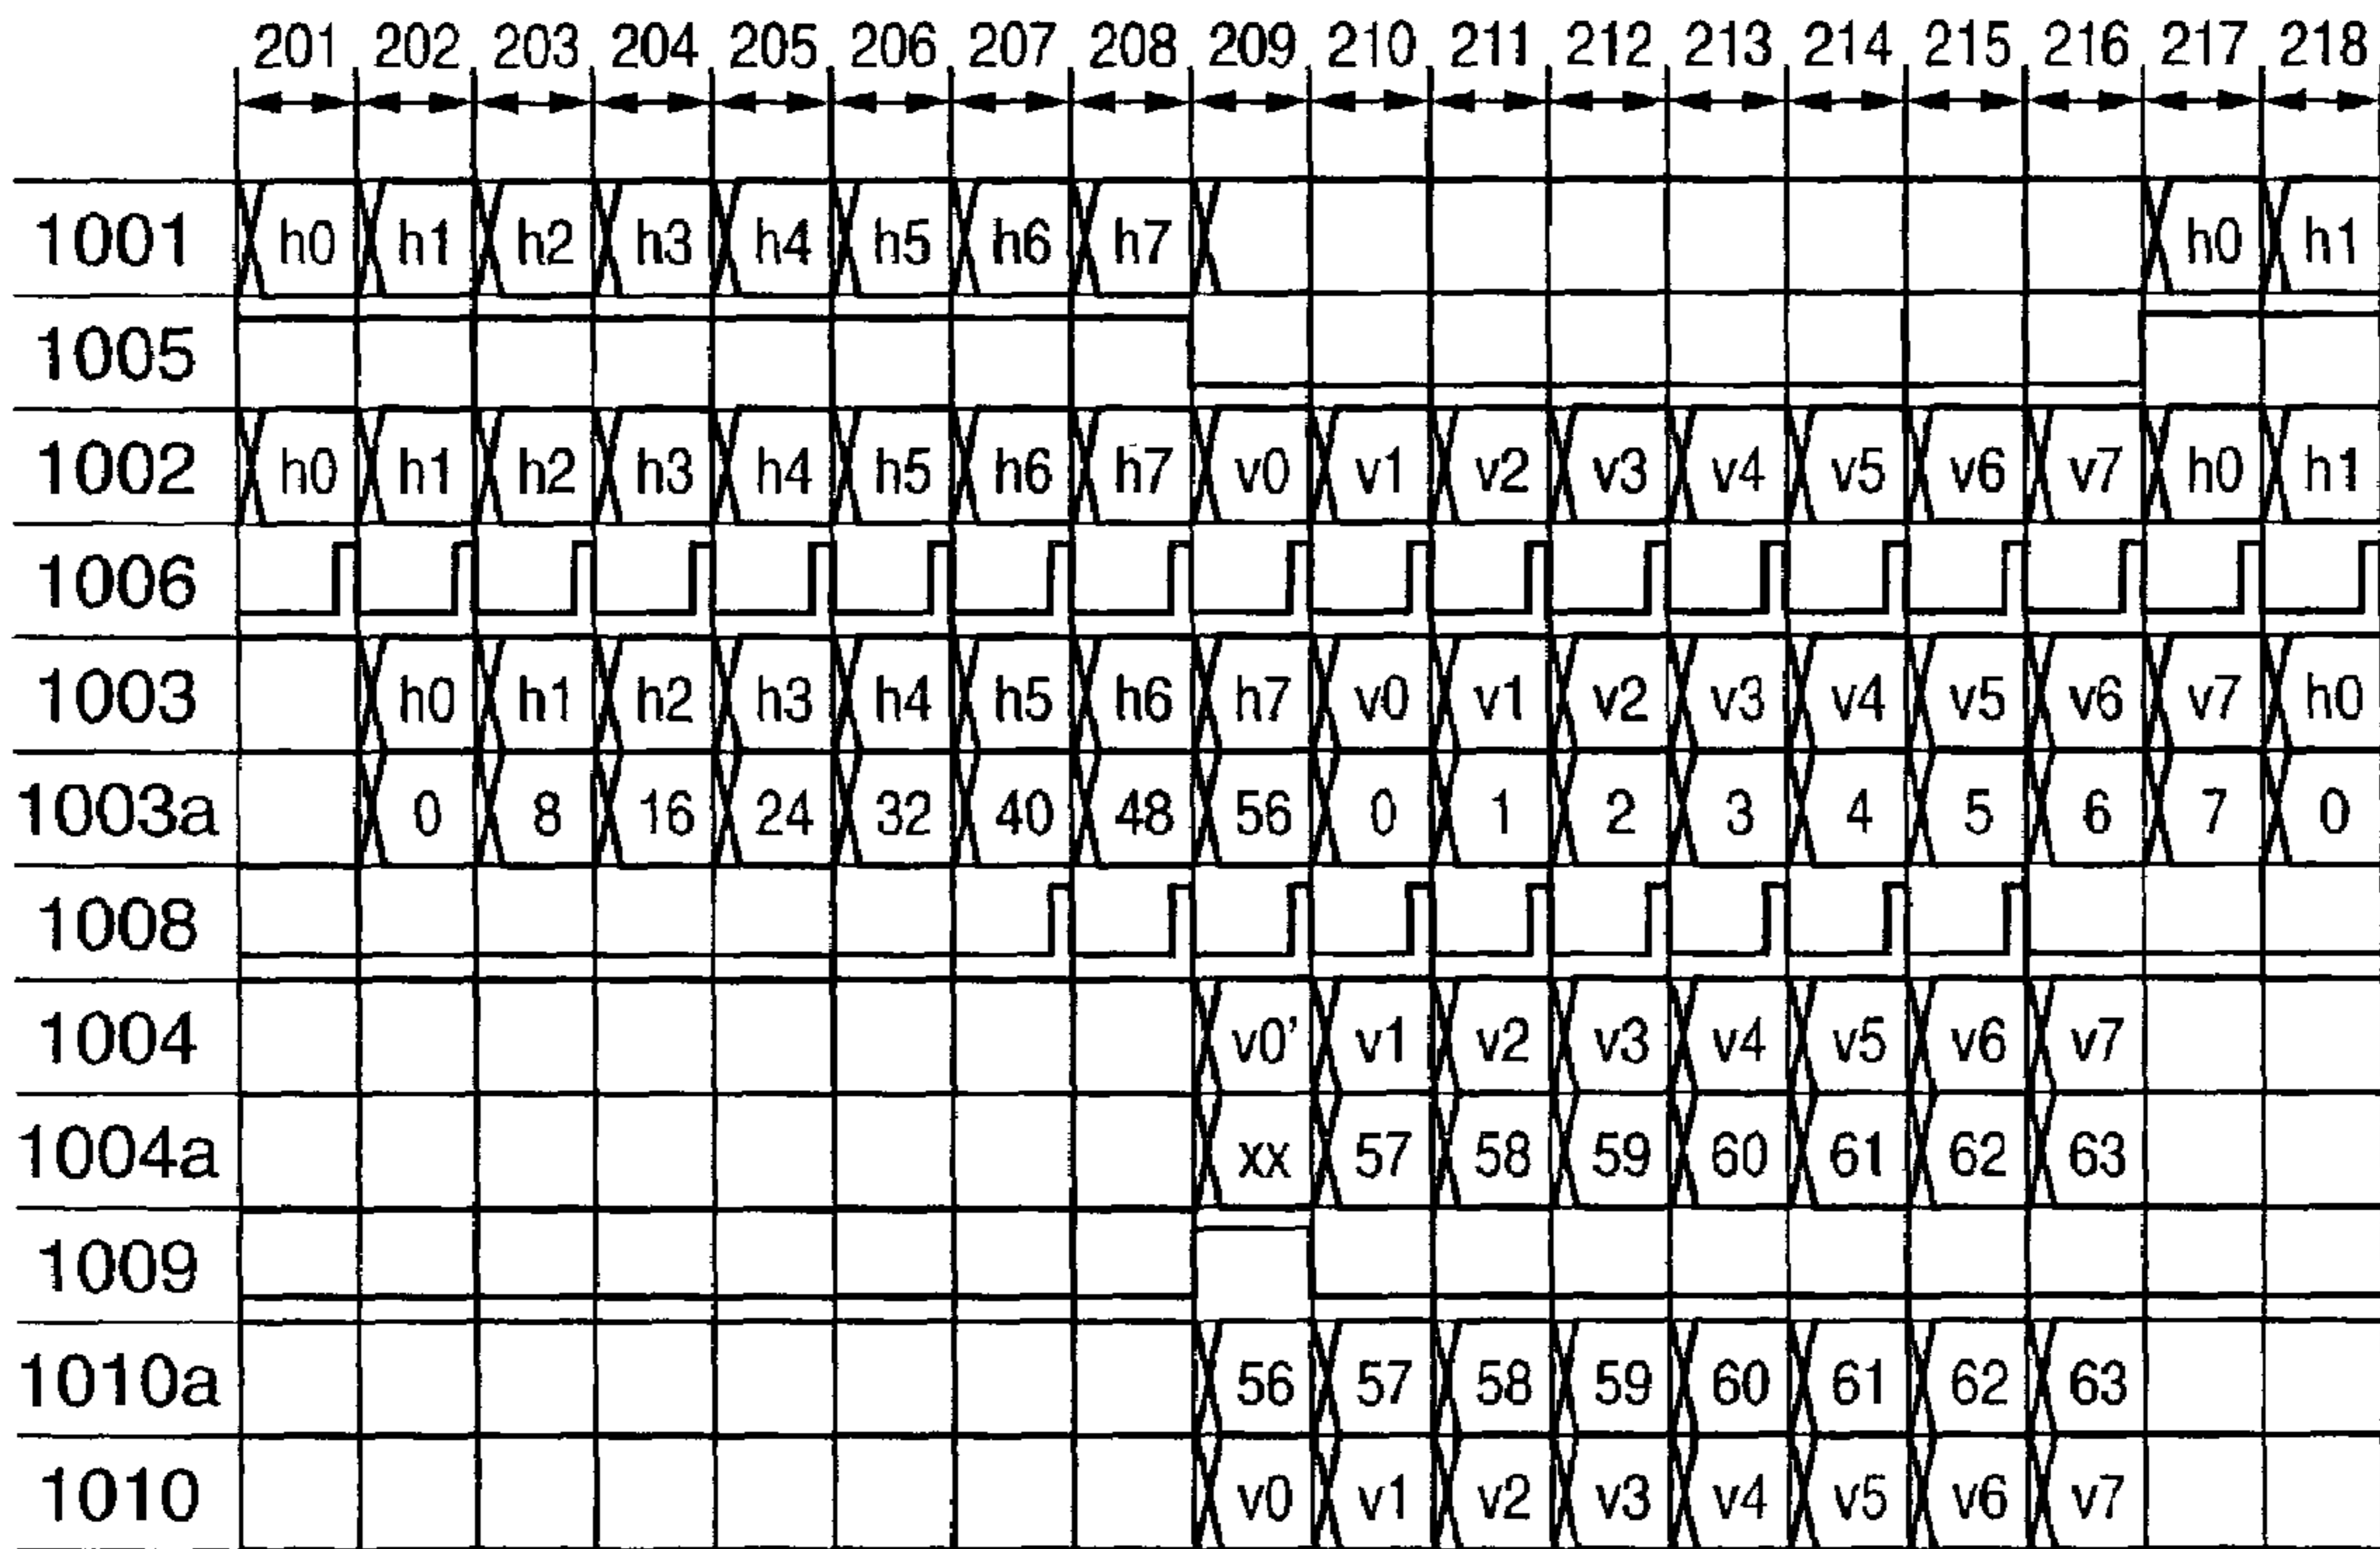 201 202 203 204 205 206 207 208 209 210 211 212 213 214 215 216 217 218
1001 h0 h1 h2 h3 h4 h5 h6 h7 h0 h1
1005
1002 h0 h1 h2 h3 h4 h5 h6 h7 v0 v1 v2 v3 v4 v5 v6 v7 h0 h1
1006
1003 h0 h1 h2 h3 h4 h5 h6 h7 v0 v1 v2 v3 v4 v5 v6 v7 h0
1003a 0 8 16 24 32 40 48 56 0 1 2 3 4 5 6 7 0
1008
1004 v0' v1 v2 v3 v4 v5 v6 v7
1004a xx 57 58 59 60 61 62 63
1009
1010a 56 57 58 59 60 61 62 63
1010 v0 v1 v2 v3 v4 v5 v6 v7